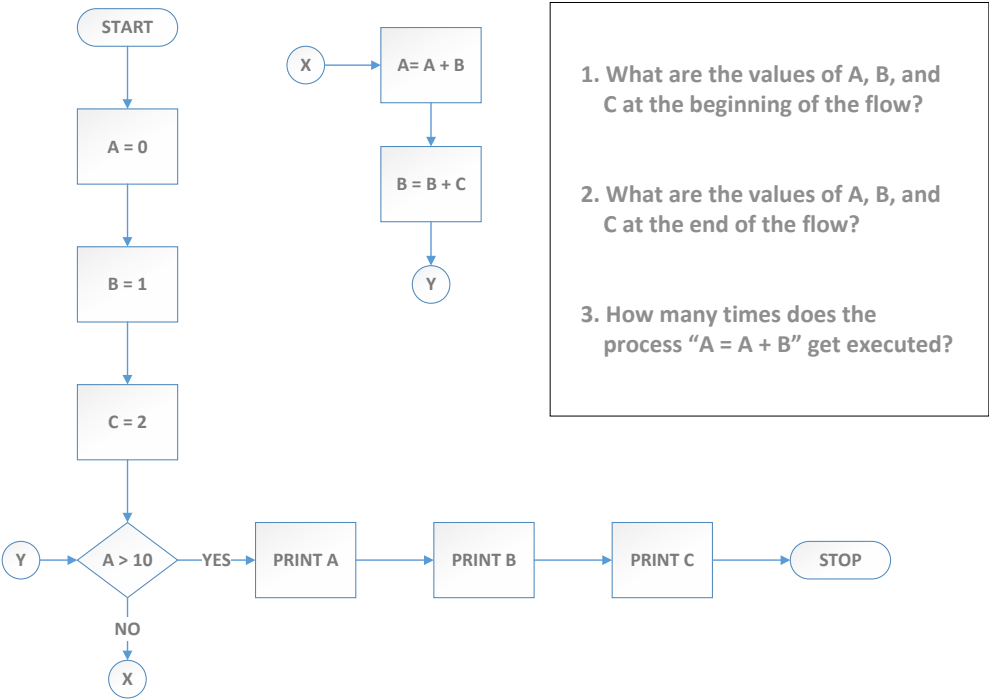 START
A = 0
B = 1
C = 2
Y
A > 10
YES
PRINT A
PRINT B
PRINT C
STOP
NO
X
X
A= A + B
B = B + C
Y
1. What are the values of A, B, and
C at the beginning of the flow?
2. What are the values of A, B, and
C at the end of the flow?
3. How many times does the
process “A = A + B” get executed?